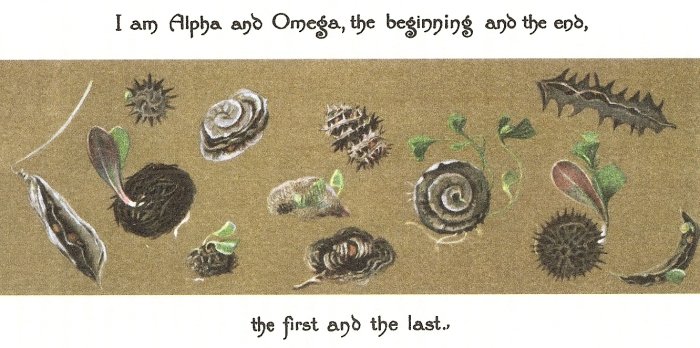 I am Alpha and Omega, the beginning and the end,
the first and the last.,